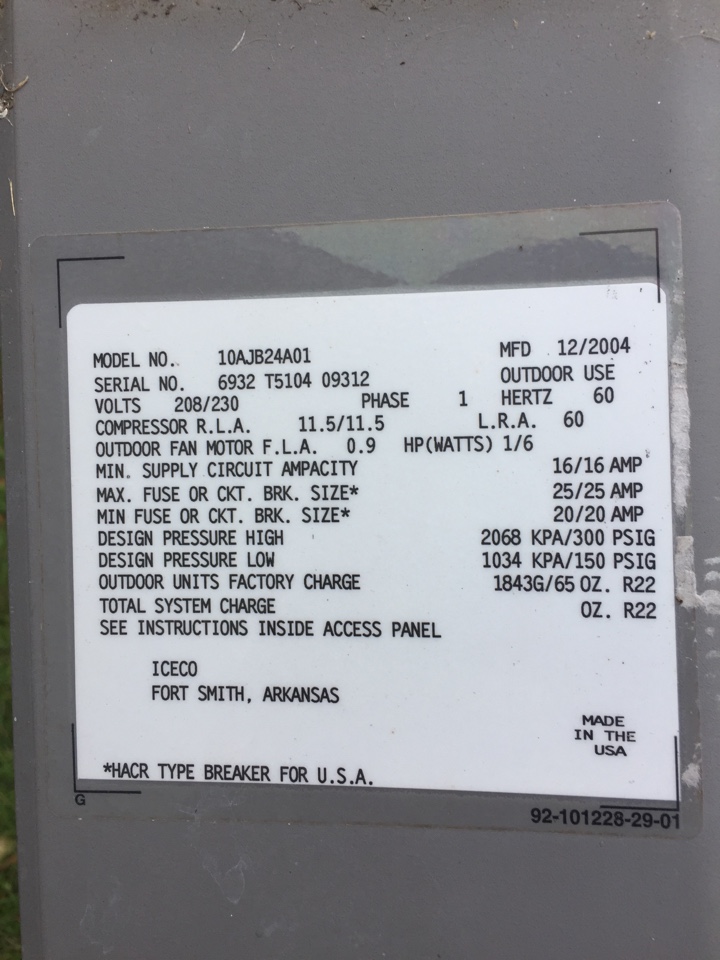 MODEL NO. 10AJB24A01 MFD 12/2004
SERIAL NO. 6932 T5104 09312 OUTDOOR USE
VOLTS 208/230 PHASE 1 HERTZ 60
COMPRESSOR R.L.A. 11.5/11.5 L.R.A. 60
OUTDOOR FAN MOTOR F.L.A. 0.9 HP(WATTS) 1/6
MIN. SUPPLY CIRCUIT AMPACITY 16/16 AMP
MAX. FUSE OR CKT. BRK. SIZE* 25/25 AMP
MIN FUSE OR CKT. BRK. SIZE* 20/20 AMP
DESIGN PRESSURE HIGH 2068 KPA/300 PSIG
DESIGN PRESSURE LOW 1034 KPA/150 PSIG
OUTDOOR UNITS FACTORY CHARGE 1843G/65 OZ. R22
TOTAL SYSTEM CHARGE OZ. R22
SEE INSTRUCTIONS INSIDE ACCESS PANEL
ICECO
FORT SMITH, ARKANSAS
MADE
IN THE
USA
*HACR TYPE BREAKER FOR U.S.A.
G
92-101228-29-01